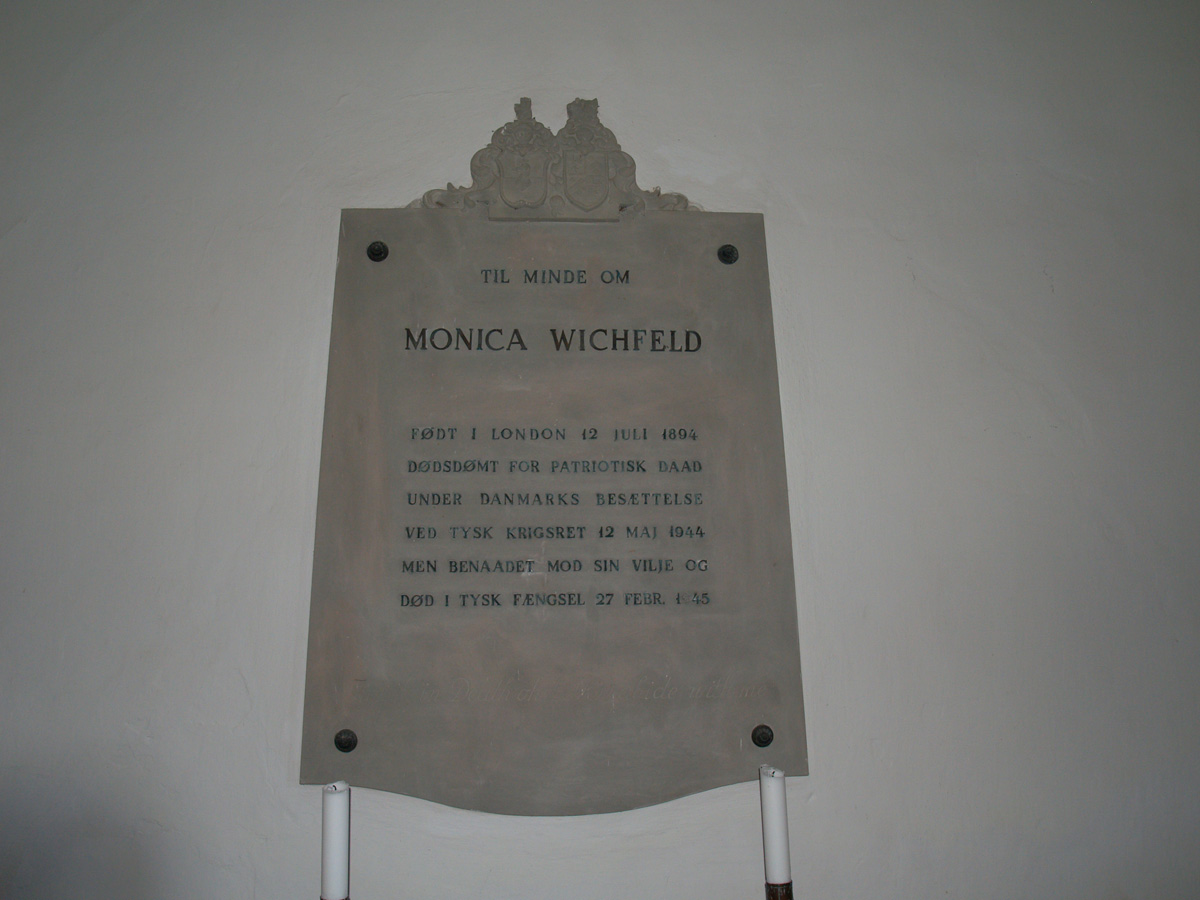 TIL MINDE OM
MONICA WICHFELD
FØDT I LONDON 12 JULI 1894
DØDSDØMT FOR PATRIOTISK DAAD
UNDER DANMARKS BESÆTTELSE
VED TYSK KRIGSRET 12 MAJ 1944
MEN BENAADET MOD SIN VILJE OG
DØD I TYSK FÆNGSEL 27 FEBR. 1945